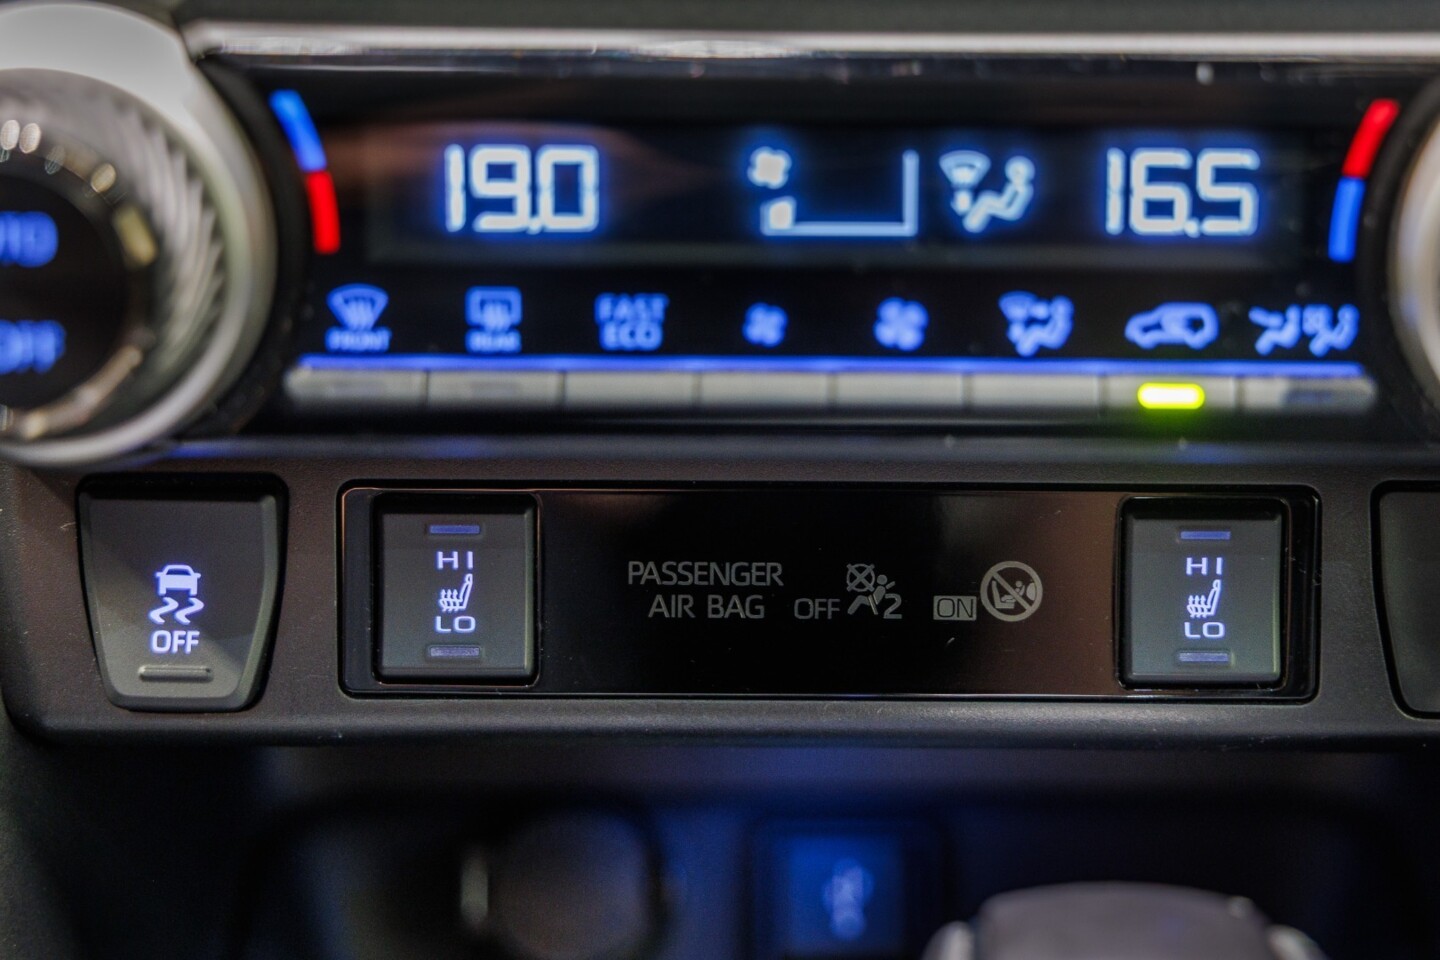 19.0 16.5
FRONT REAR FAST
ECO
OFF
HI
LO
PASSENGER
AIR BAG OFF 2 ON
HI
LO
OFF